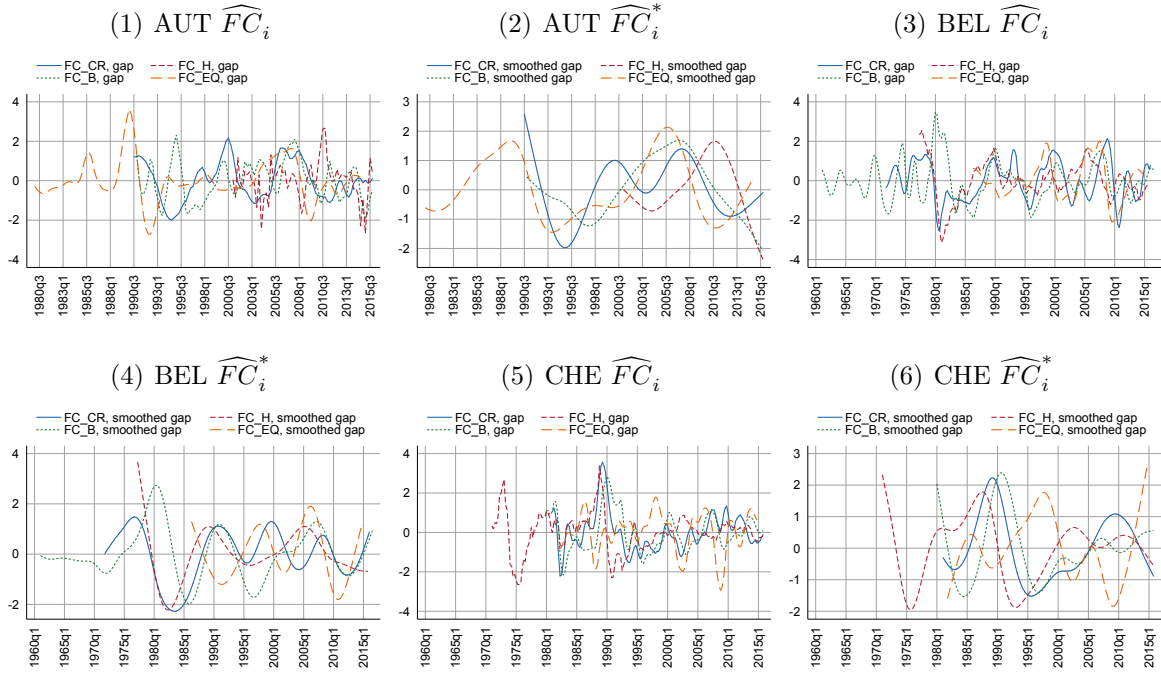 (1) AUT FC_i
(2) AUT FC_i^*
(3) BEL FC_i
FC_CR, gap FC_H, gap
FC_B, gap FC_EQ, gap
4
2
0
-2
-4
1980q3 1983q1 1985q3 1988q1 1990q3 1993q1 1995q3 1998q1 2000q3 2003q1 2005q3 2008q1 2010q3 2013q1 2015q3
FC_CR, smoothed gap FC_H, smoothed gap
FC_B, smoothed gap FC_EQ, smoothed gap
3
2
1
0
-1
-2
1980q3 1983q1 1985q3 1988q1 1990q3 1993q1 1995q3 1998q1 2000q3 2003q1 2005q3 2008q1 2010q3 2013q1 2015q3
FC_CR, gap FC_H, gap
FC_B, gap FC_EQ, gap
4
2
0
-2
-4
1960q1 1965q1 1970q1 1975q1 1980q1 1985q1 1990q1 1995q1 2000q1 2005q1 2010q1 2015q1
(4) BEL FC_i^*
(5) CHE FC_i
(6) CHE FC_i^*
FC_CR, smoothed gap FC_H, smoothed gap
FC_B, smoothed gap FC_EQ, smoothed gap
4
2
0
-2
1960q1 1965q1 1970q1 1975q1 1980q1 1985q1 1990q1 1995q1 2000q1 2005q1 2010q1 2015q1
FC_CR, gap FC_H, gap
FC_B, gap FC_EQ, gap
4
2
0
-2
-4
1960q1 1965q1 1970q1 1975q1 1980q1 1985q1 1990q1 1995q1 2000q1 2005q1 2010q1 2015q1
FC_CR, smoothed gap FC_H, smoothed gap
FC_B, smoothed gap FC_EQ, smoothed gap
3
2
1
0
-1
-2
1960q1 1965q1 1970q1 1975q1 1980q1 1985q1 1990q1 1995q1 2000q1 2005q1 2010q1 2015q1